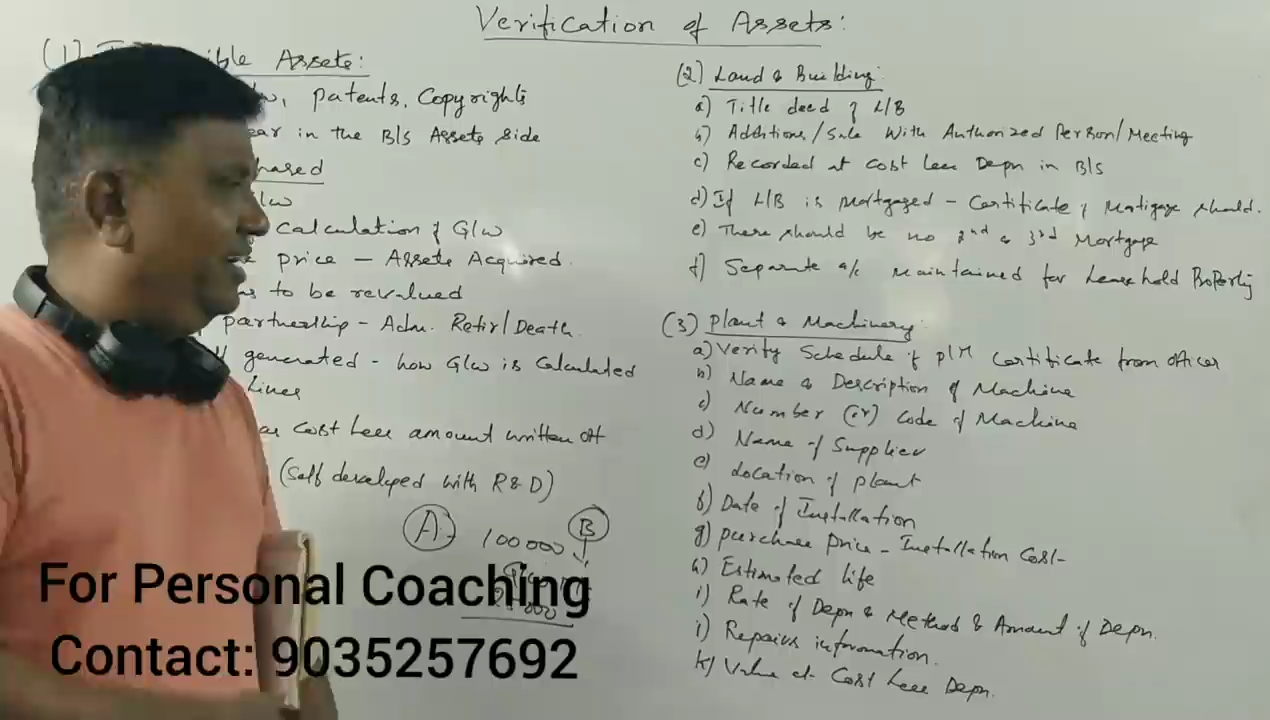 Verification of Assets:
(1) ible Assets:
, Patents, Copyrights
ear in the B/s Assets side
hased
G/w
calculation of G/w
price – Assets Acquired.
to be revalued
partnership – Adm. Retir/Death.
generated – how G/w is Calculated
lines
as Cost Less amount written off
(Self developed with R & D)
A 100000 B
(2) Land & Building:
a) Title deed of L/B
b) Additions/Sale With Authorized Person/Meeting
c) Recorded at Cost Less Depn in B/s
d) If L/B is Mortgaged – Certificate of Mortigage should.
e) There should be no 2nd & 3rd Mortgage
f) Separate a/c maintained for Leasehold Property
(3) Plant & Machinery:
a) Verify Schedule of P/M Certificate from officer
b) Name & Description of Machine
c) Number (or) Code of Machine
d) Name of Supplier
e) Location of plant
f) Date of Installation
g) Purchase Price – Installation Cost–
h) Estimated life
i) Rate of Depn & Method & Amount of Depn.
j) Repairs information.
k) Value at Cost Less Depn.
For Personal Coaching
Contact: 9035257692